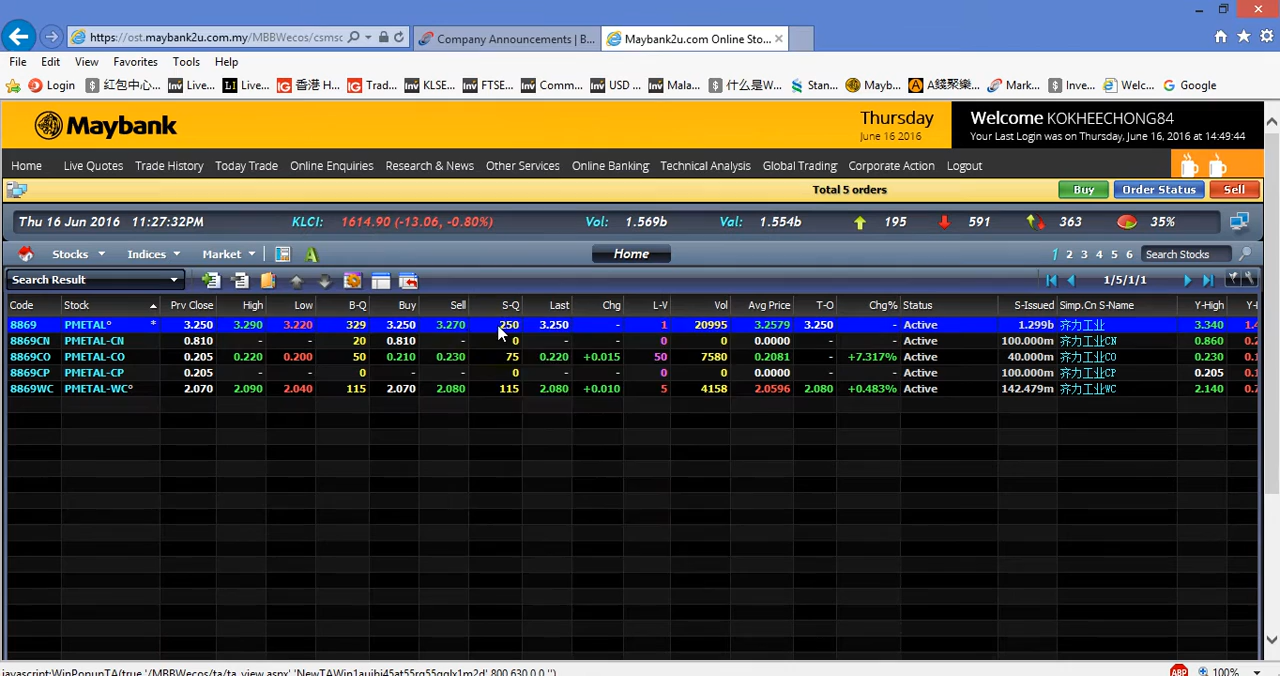 https://ost.maybank2u.com.my/MBBWecos/csmsc
Company Announcements | B...
Maybank2u.com Online Sto...
File Edit View Favorites Tools Help
Login 红包中心... Live... Live... 香港 H... Trad... KLSE... FTSE... Comm... USD ... Mala... 什么是W... Stan... Mayb... A錢聚樂... Mark... Inve... Welc... Google
Maybank
Thursday
June 16 2016
Welcome KOKHEECHONG84
Your Last Login was on Thursday, June 16, 2016 at 14:49:44
Home Live Quotes Trade History Today Trade Online Enquiries Research & News Other Services Online Banking Technical Analysis Global Trading Corporate Action Logout
Total 5 orders Buy Order Status Sell
Thu 16 Jun 2016 11:27:32PM KLCI: 1614.90 (-13.06, -0.80%) Vol: 1.569b Val: 1.554b 195 591 363 35%
Stocks Indices Market A Home 1 2 3 4 5 6 Search Stocks
Search Result 1/5/1/1
Code Stock Prv Close High Low B-Q Buy Sell S-Q Last Chg L-V Vol Avg Price T-O Chg% Status S-Issued Simp.Cn S-Name Y-High
8869 PMETAL° * 3.250 3.290 3.220 329 3.250 3.270 250 3.250 - 1 20995 3.2579 3.250 - Active 1.299b 齐力工业 3.340
8869CN PMETAL-CN 0.810 - - 20 0.810 - 0 - - 0 0 0.0000 - - Active 100.000m 齐力工业CN 0.860
8869CO PMETAL-CO 0.205 0.220 0.200 50 0.210 0.230 75 0.220 +0.015 50 7580 0.2081 - +7.317% Active 40.000m 齐力工业CO 0.230
8869CP PMETAL-CP 0.205 - - 0 - - 0 - - 0 0 0.0000 - - Active 100.000m 齐力工业CP 0.205
8869WC PMETAL-WC° 2.070 2.090 2.040 115 2.070 2.080 115 2.080 +0.010 5 4158 2.0596 2.080 +0.483% Active 142.479m 齐力工业WC 2.140
100%